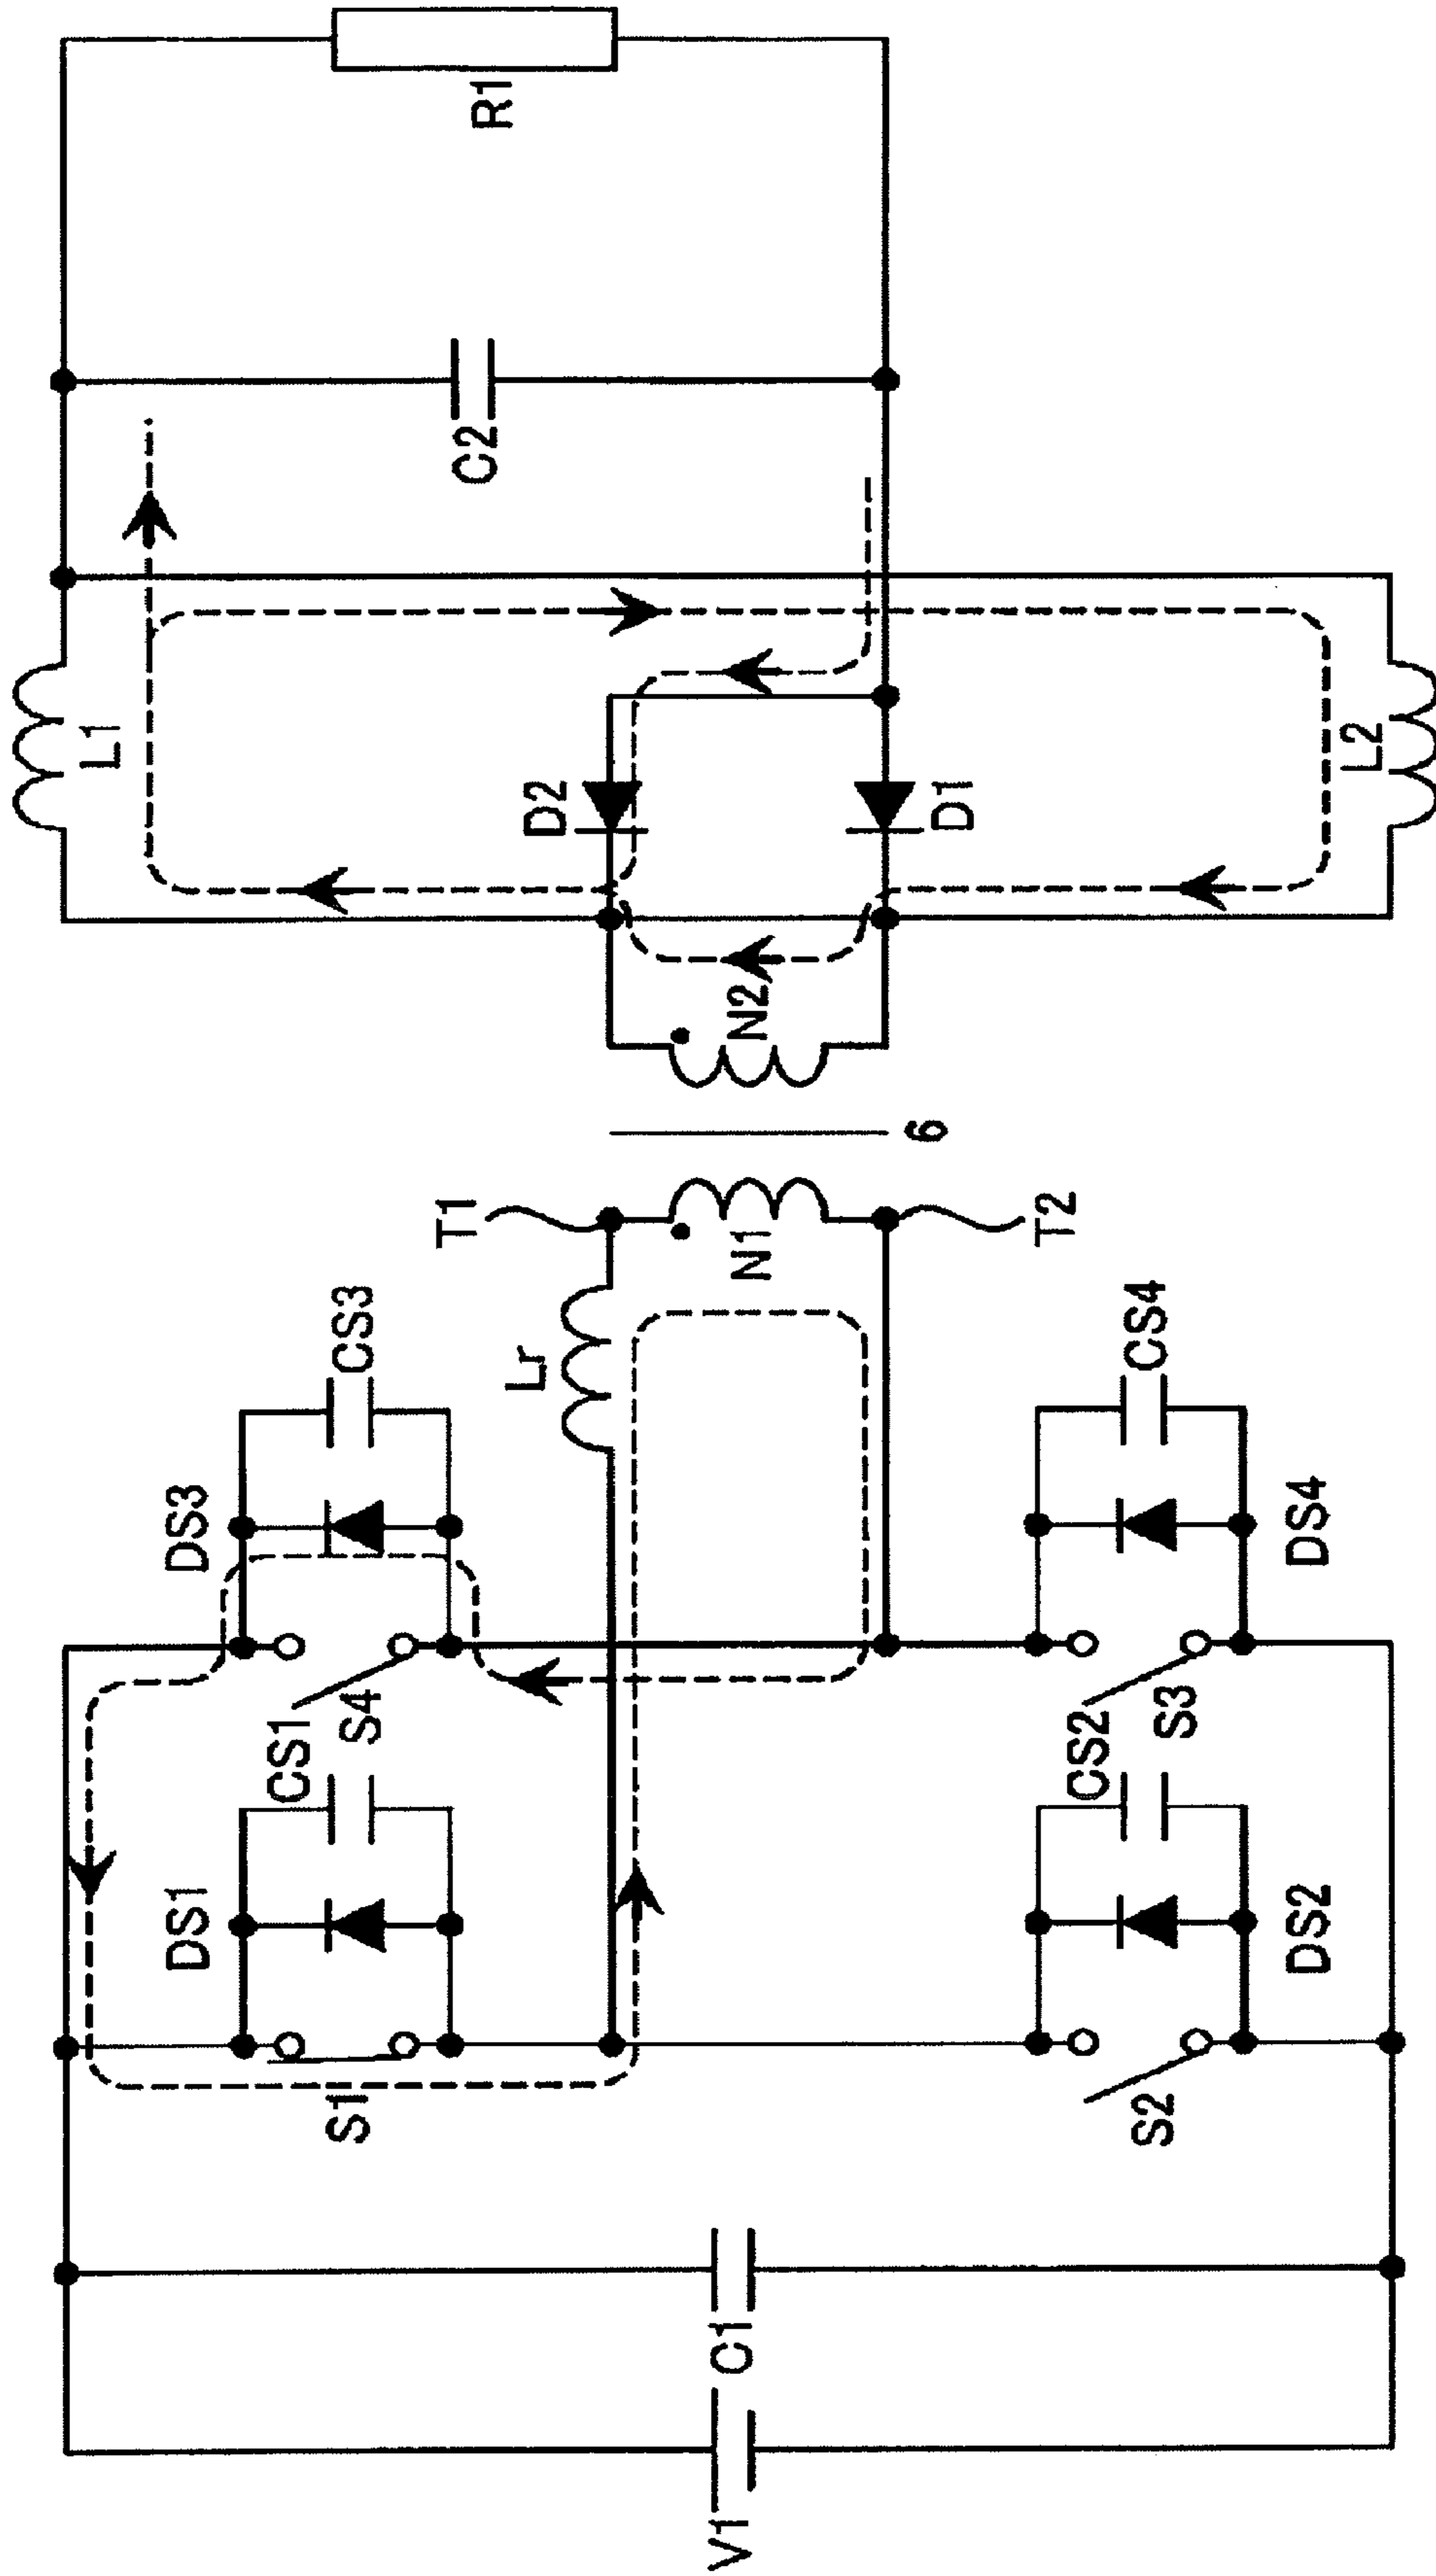 V1
C1
S1
DS1
CS1
S4
DS3
CS3
S2
DS2
CS2
S3
DS4
CS4
Lr
T1
N1
T2
6
N2
D2
D1
L1
L2
C2
R1